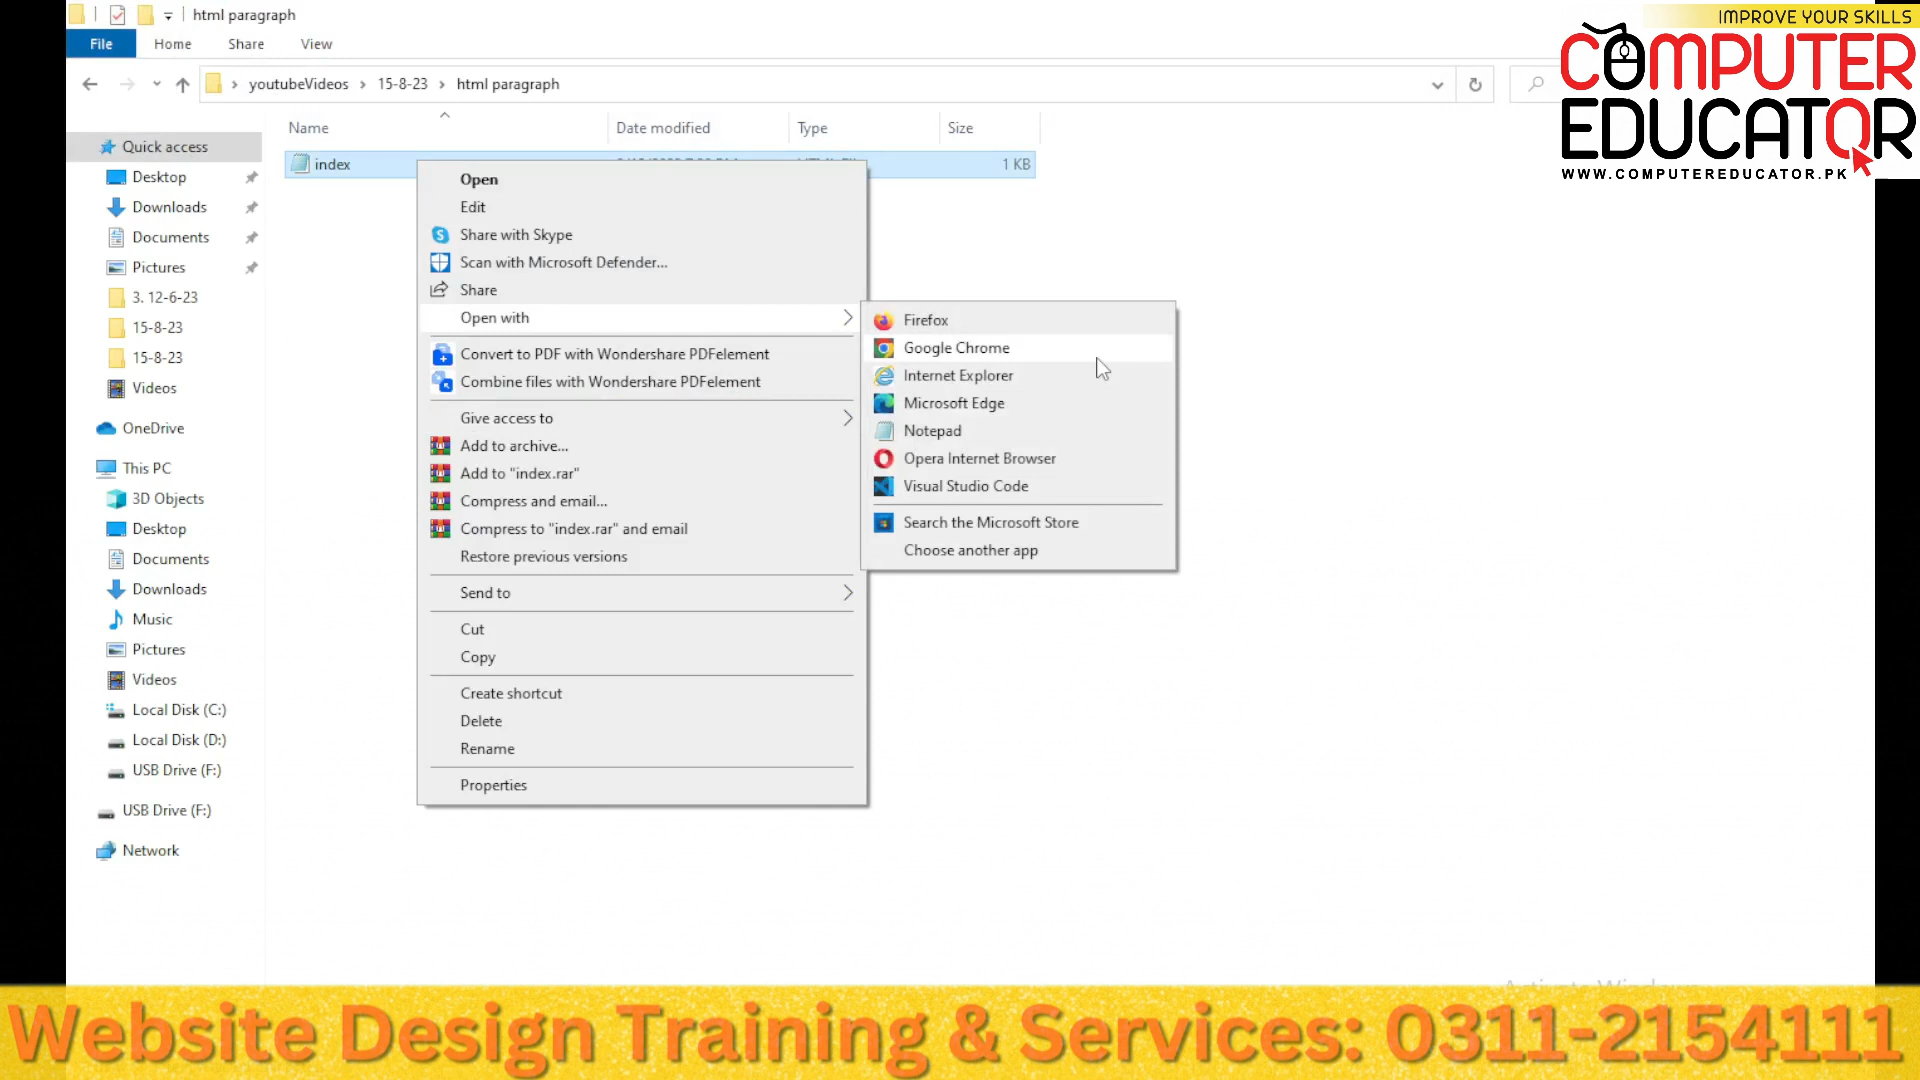 html paragraph
IMPROVE YOUR SKILLS
COMPUTER
EDUCATOR
WWW.COMPUTEREDUCATOR.PK
File Home Share View
youtubeVideos 15-8-23 html paragraph
Name Date modified Type Size
index 1 KB
Quick access
Desktop
Downloads
Documents
Pictures
3. 12-6-23
15-8-23
15-8-23
Videos
OneDrive
This PC
3D Objects
Desktop
Documents
Downloads
Music
Pictures
Videos
Local Disk (C:)
Local Disk (D:)
USB Drive (F:)
USB Drive (F:)
Network
Open
Edit
Share with Skype
Scan with Microsoft Defender...
Share
Open with
Convert to PDF with Wondershare PDFelement
Combine files with Wondershare PDFelement
Give access to
Add to archive...
Add to "index.rar"
Compress and email...
Compress to "index.rar" and email
Restore previous versions
Send to
Cut
Copy
Create shortcut
Delete
Rename
Properties
Firefox
Google Chrome
Internet Explorer
Microsoft Edge
Notepad
Opera Internet Browser
Visual Studio Code
Search the Microsoft Store
Choose another app
Website Design Training & Services: 0311-2154111